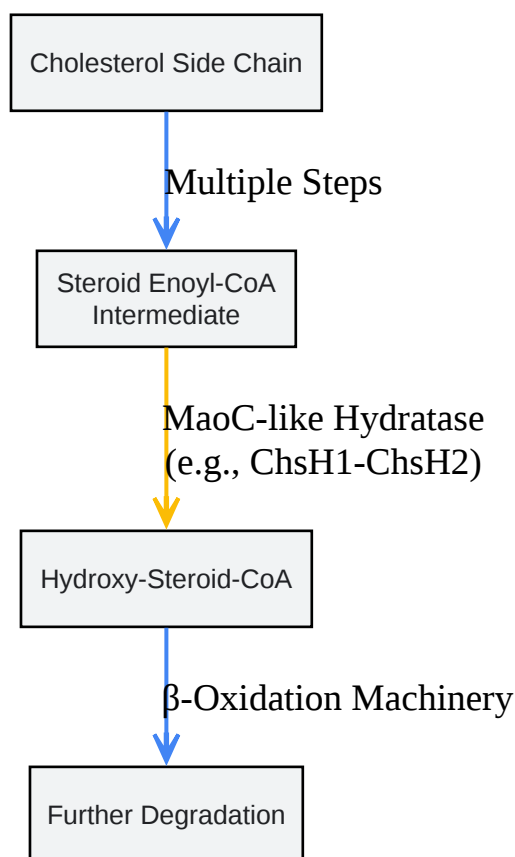 Cholesterol Side Chain
Multiple Steps
Steroid Enoyl-CoA
Intermediate
MaoC-like Hydratase
(e.g., ChsH1-ChsH2)
Hydroxy-Steroid-CoA
β-Oxidation Machinery
Further Degradation